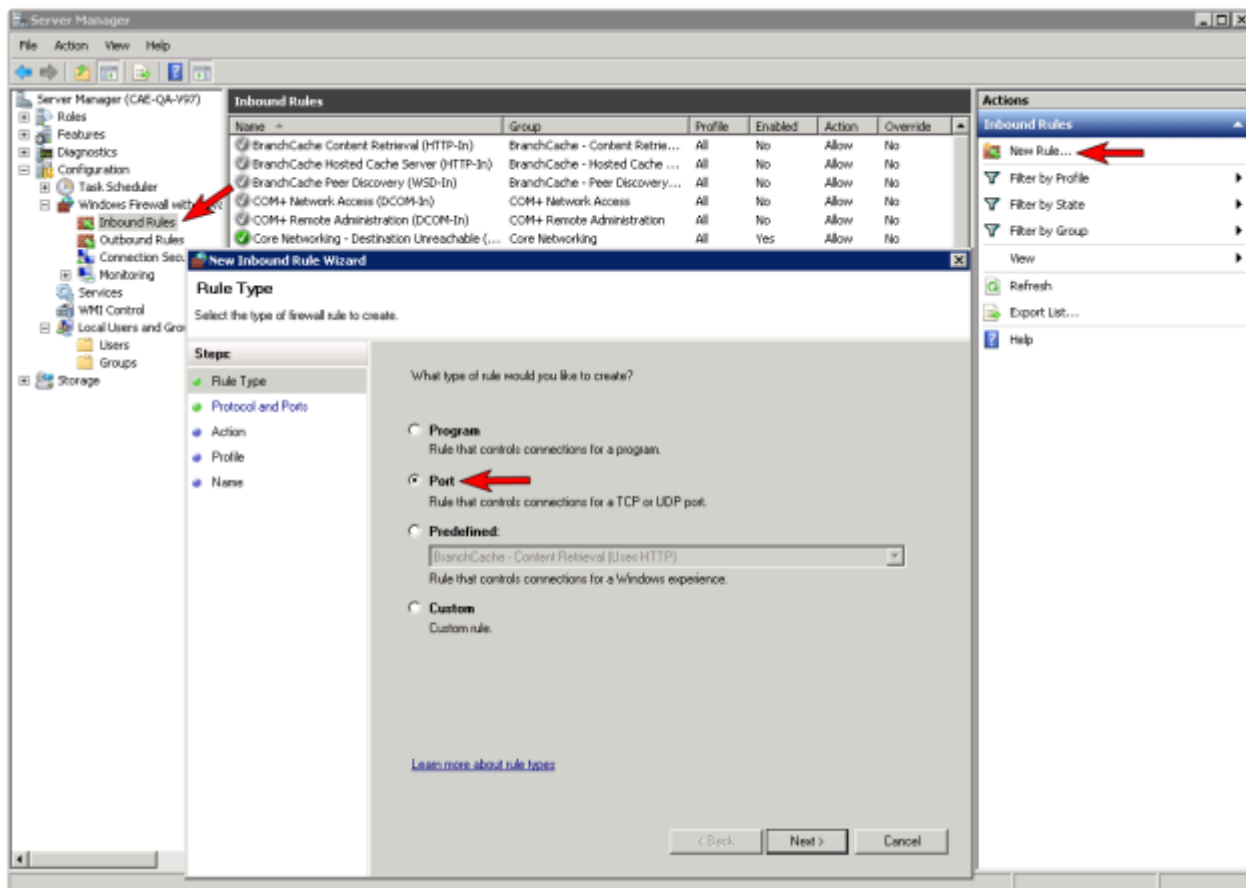 Server Manager
File Action View Help
Server Manager (CAE-QA-V97)
Roles
Features
Diagnostics
Configuration
Task Scheduler
Windows Firewall with
Inbound Rules
Outbound Rules
Connection Sec
Monitoring
Services
WMI Control
Local Users and Grou
Users
Groups
Storage
Inbound Rules
Name Group Profile Enabled Action Override
BranchCache Content Retrieval (HTTP-In) BranchCache - Content Retrie... All No Allow No
BranchCache Hosted Cache Server (HTTP-In) BranchCache - Hosted Cache ... All No Allow No
BranchCache Peer Discovery (WSD-In) BranchCache - Peer Discovery... All No Allow No
COM+ Network Access (DCOM-In) COM+ Network Access All No Allow No
COM+ Remote Administration (DCOM-In) COM+ Remote Administration All No Allow No
Core Networking - Destination Unreachable (... Core Networking All Yes Allow No
Actions
Inbound Rules
New Rule...
Filter by Profile
Filter by State
Filter by Group
View
Refresh
Export List...
Help
New Inbound Rule Wizard
Rule Type
Select the type of firewall rule to create.
Steps:
Rule Type
Protocol and Ports
Action
Profile
Name
What type of rule would you like to create?
Program
Rule that controls connections for a program.
Port
Rule that controls connections for a TCP or UDP port.
Predefined:
BranchCache - Content Retrieval (Uses HTTP)
Rule that controls connections for a Windows experience.
Custom
Custom rule.
Learn more about rule types
< Back Next > Cancel